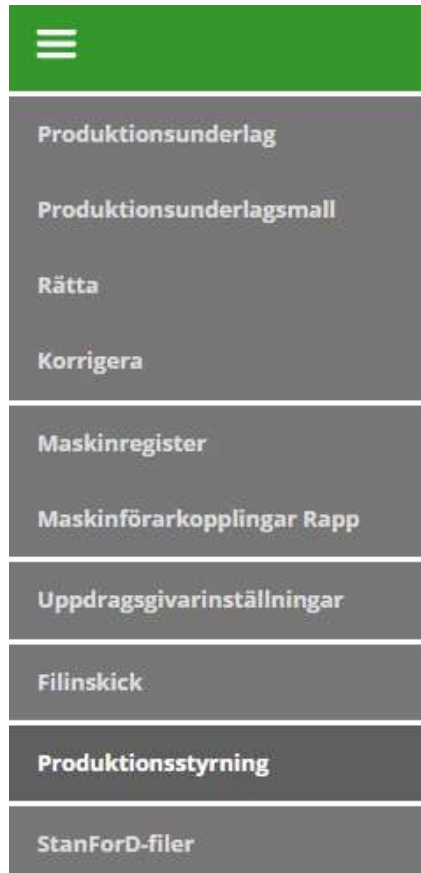 Produktionsunderlag
Produktionsunderlagsmall
Rätta
Korrigera
Maskinregister
Maskinförarkopplingar Rapp
Uppdragsgivarinställningar
Filinskick
Produktionsstyrning
StanForD-filer